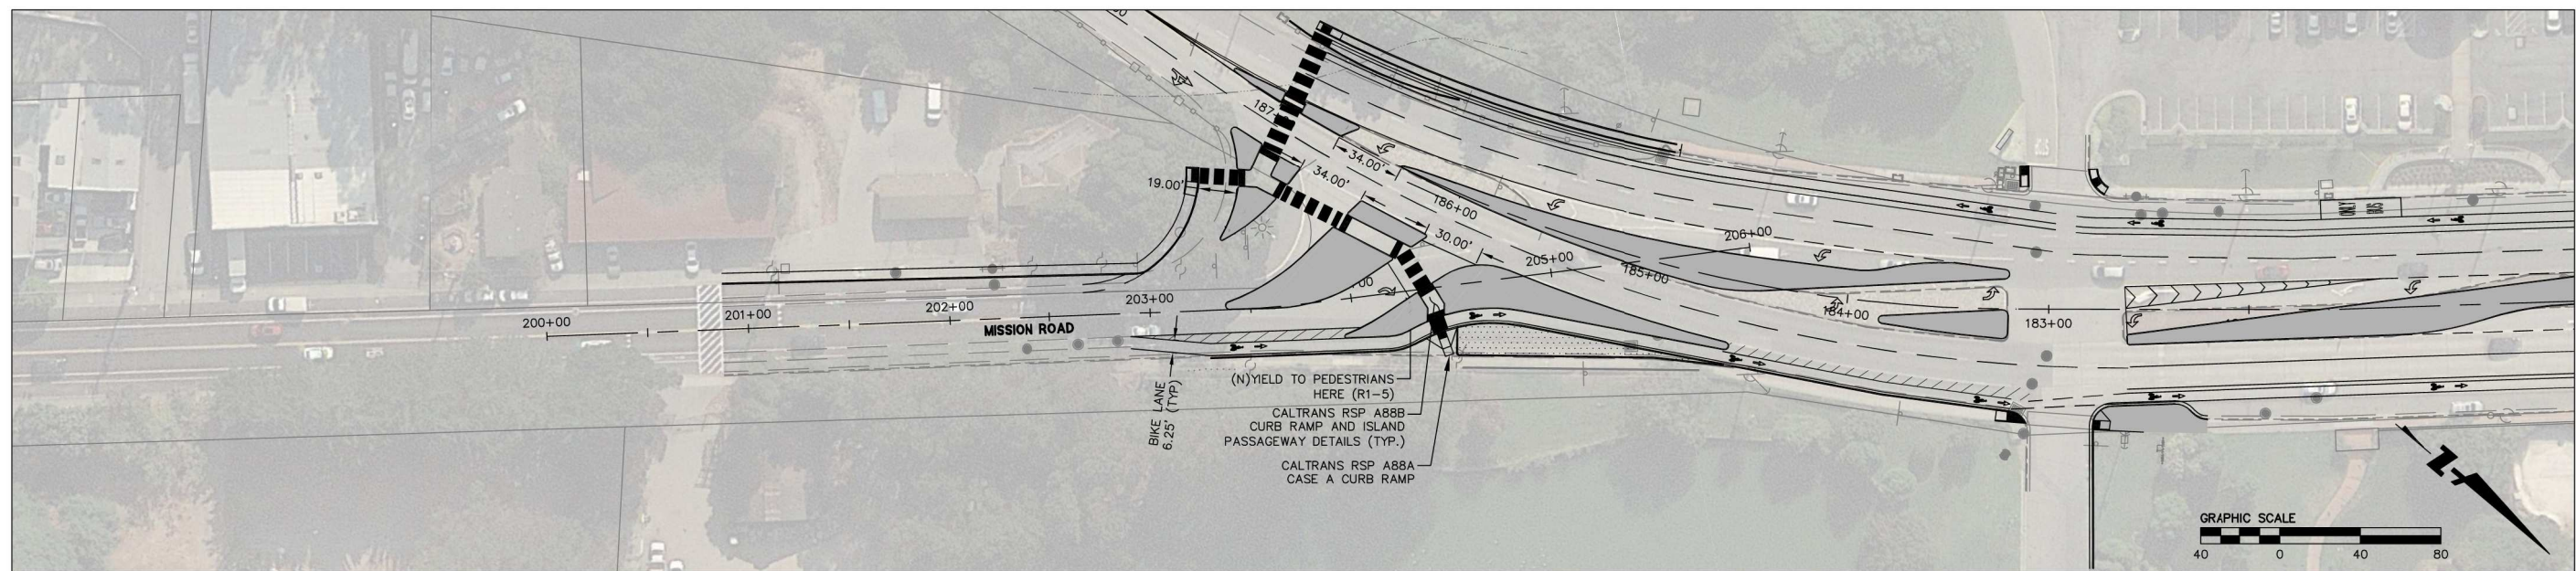 187+
34.00'
34.00'
19.00'
186+00
30.00'
206+00
205+00
185+00
184+00
183+00
ONLY
BUS
203+00
202+00
201+00
200+00
MISSION ROAD
BIKE LANE
6.25' (TYP)
(N)YIELD TO PEDESTRIANS
HERE (R1-5)
CALTRANS RSP A88B
CURB RAMP AND ISLAND
PASSAGEWAY DETAILS (TYP.)
CALTRANS RSP A88A
CASE A CURB RAMP
N
GRAPHIC SCALE
40 0 40 80